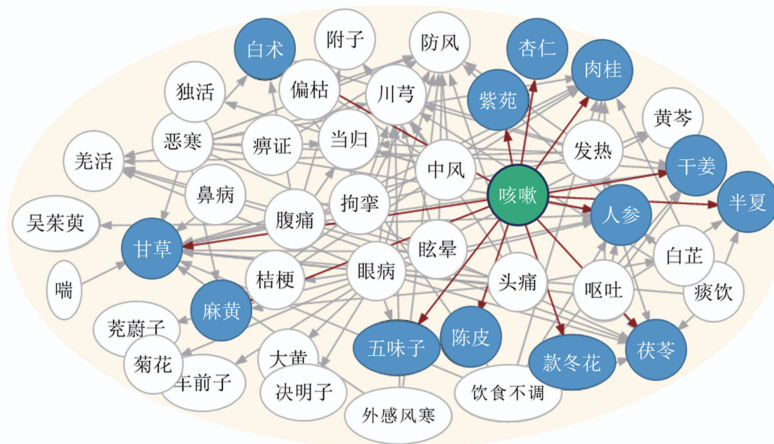 附子
防风
白术
杏仁
肉桂
独活
偏枯
川芎
紫苑
黄芩
恶寒
痹证
当归
发热
羌活
中风
干姜
鼻病
拘挛
咳嗽
人参
半夏
吴茱萸
甘草
腹痛
眩晕
白芷
桔梗
眼病
头痛
呕吐
痰饮
喘
麻黄
茺蔚子
五味子
陈皮
款冬花
茯苓
菊花
车前子
大黄
决明子
外感风寒
饮食不调